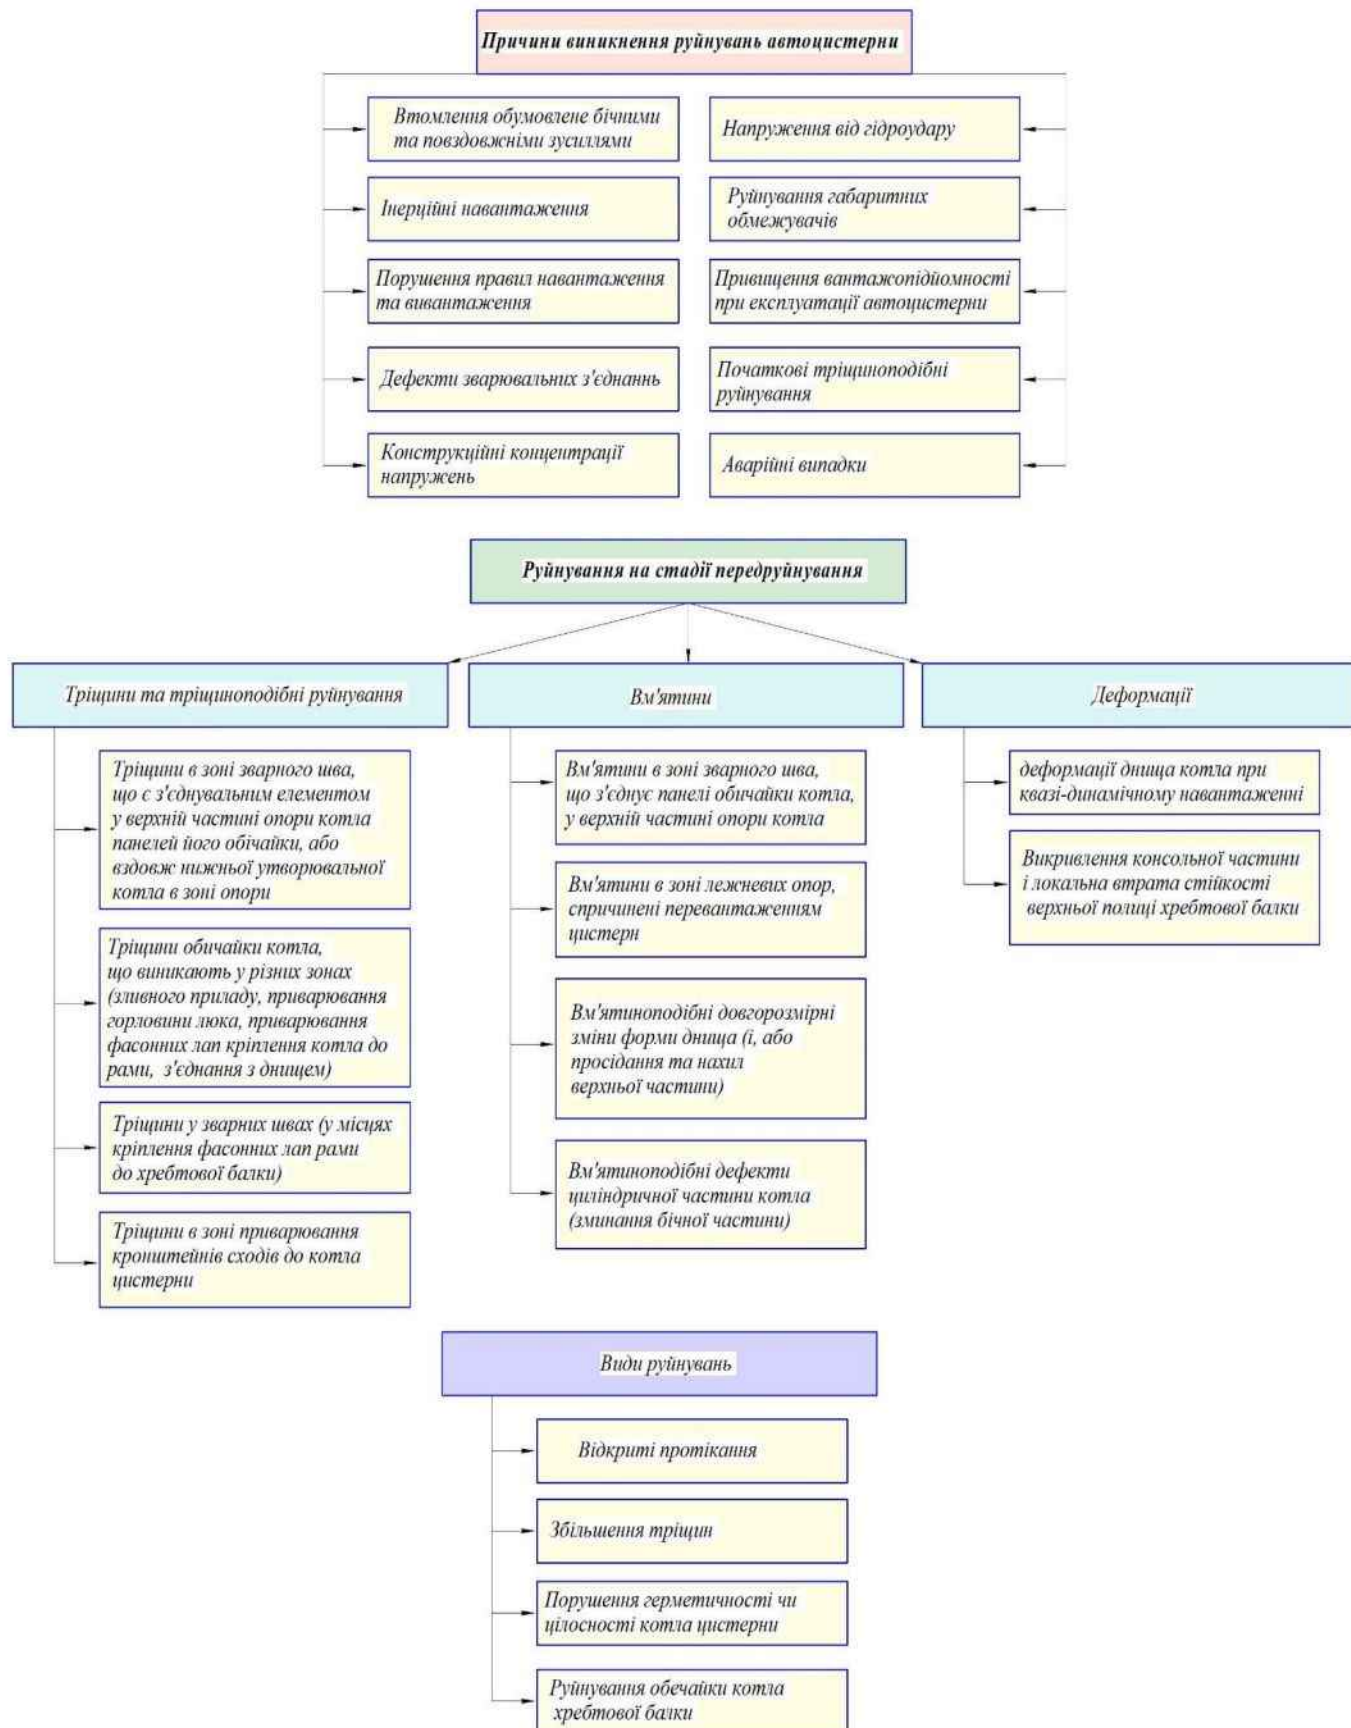 Причини виникнення руйнувань автоцистерни
Втомлення обумовлене бічними
та повздовжніми зусиллями
Інерційні навантаження
Порушення правил навантаження
та вивантаження
Дефекти зварювальних з'єднаннь
Конструкційні концентрації
напружень
Напруження від гідроудару
Руйнування габаритних
обмежувачів
Привищення вантажопідйомності
при експлуатації автоцистерни
Початкові тріщиноподібні
руйнування
Аварійні випадки
Руйнування на стадії передруйнування
Тріщини та тріщиноподібні руйнування
Тріщини в зоні зварного шва,
що є з'єднувальним елементом
у верхній частині опори котла
панелей його обічайки, або
вздовж нижньої утворювальної
котла в зоні опори
Тріщини обичайки котла,
що виникають у різних зонах
(зливного приладу, приварювання
горловини люка, приварювання
фасонних лап кріплення котла до
рами, з'єднання з днищем)
Тріщини у зварних швах (у місцях
кріплення фасонних лап рами
до хребтової балки)
Тріщини в зоні приварювання
кронштейнів сходів до котла
цистерни
Вм'ятини
Вм'ятини в зоні зварного шва,
що з'єднує панелі обичайки котла,
у верхній частині опори котла
Вм'ятини в зоні лежневих опор,
спричинені перевантаженням
цистерн
Вм'ятиноподібні довгорозмірні
зміни форми днища (і, або
просідання та нахил
верхньої частини)
Вм'ятиноподібні дефекти
циліндричної частини котла
(зминання бічної частини)
Деформації
деформації днища котла при
квазі-динамічному навантаженні
Викривлення консольної частини
і локальна втрата стійкості
верхньої полиці хребтової балки
Види руйнувань
Відкриті протікання
Збільшення тріщин
Порушення герметичності чи
цілосності котла цистерни
Руйнування обечайки котла
хребтової балки